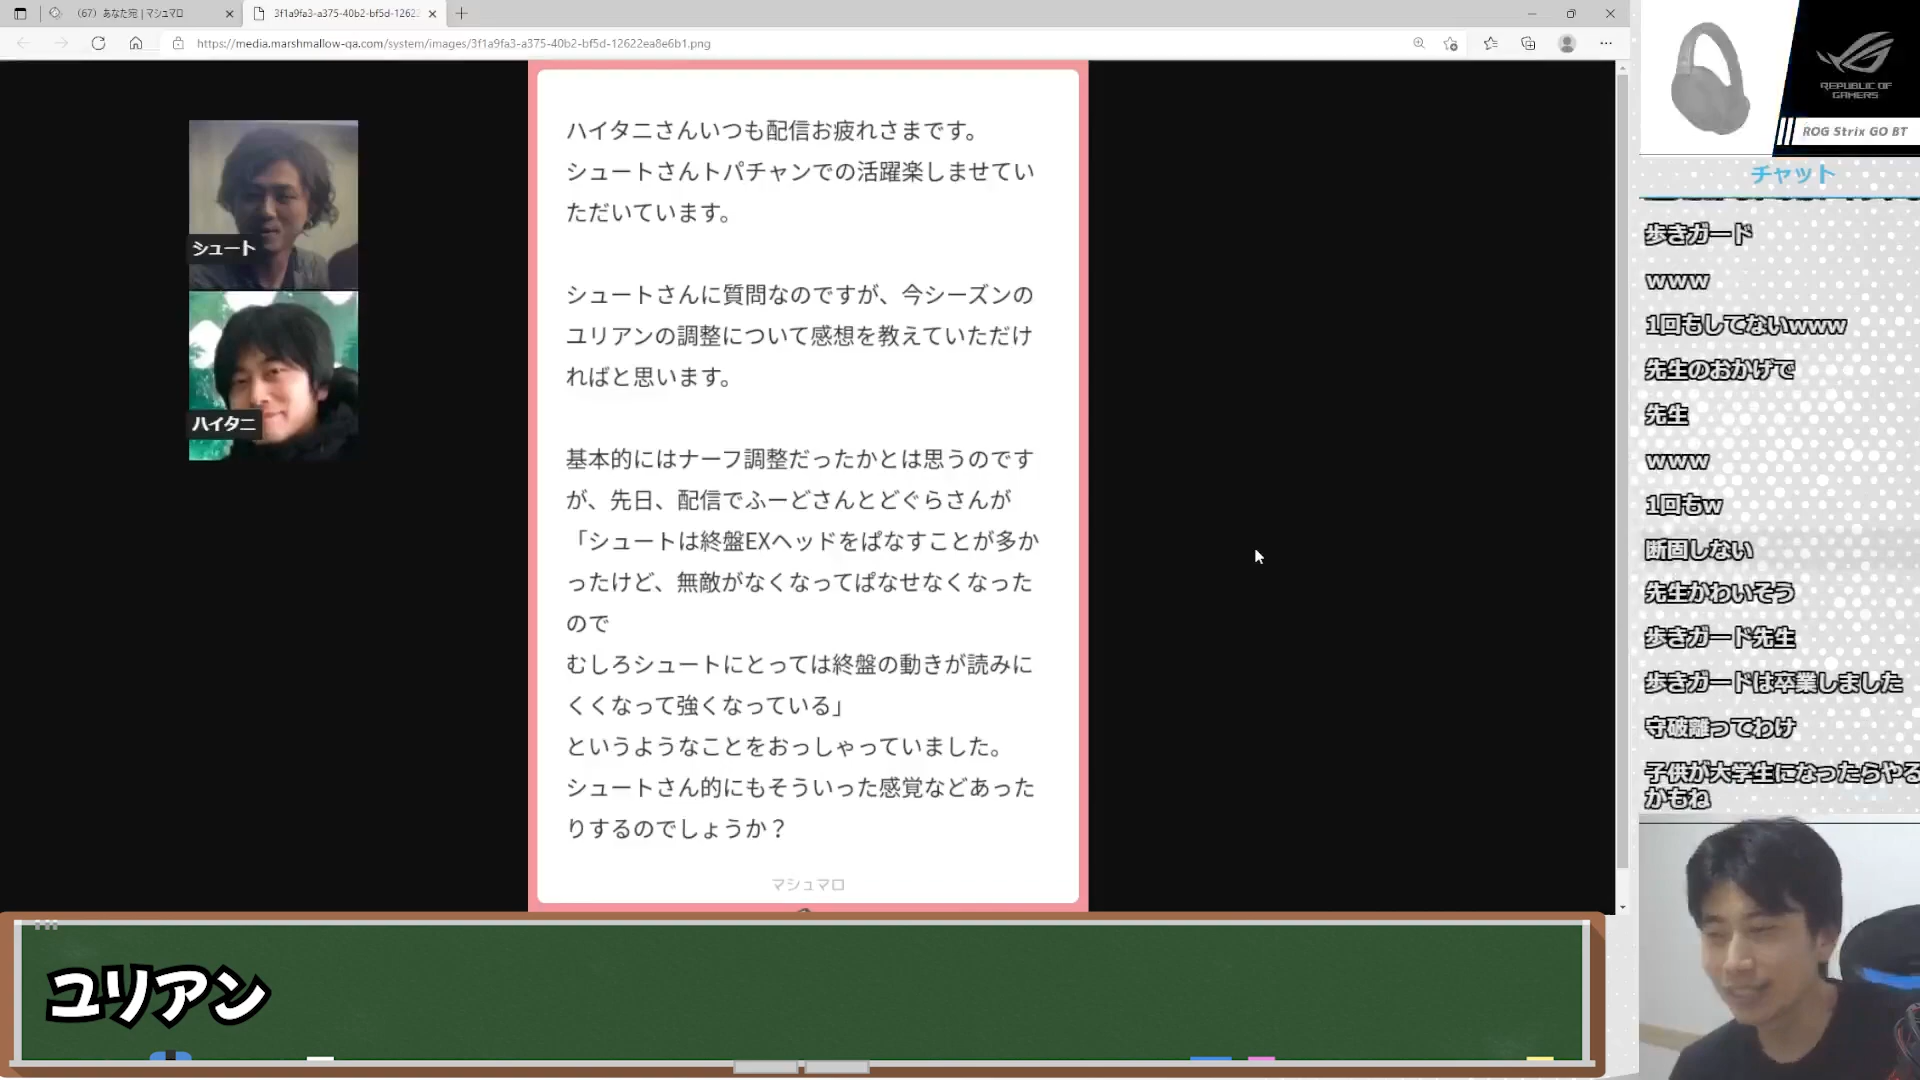 (67) あなた宛 | マシュマロ
3f1a9fa3-a375-40b2-bf5d-12622
https://media.marshmallow-qa.com/system/images/3f1a9fa3-a375-40b2-bf5d-12622ea8e6b1.png
シュート
ハイタニ
ハイタニさんいつも配信お疲れさまです。
シュートさんトパチャンでの活躍楽しませてい
ただいています。
シュートさんに質問なのですが、今シーズンの
ユリアンの調整について感想を教えていただけ
ればと思います。
基本的にはナーフ調整だったかとは思うのです
が、先日、配信でふーどさんとどぐらさんが
「シュートは終盤EXヘッドをぱなすことが多か
ったけど、無敵がなくなってぱなせなくなった
ので
むしろシュートにとっては終盤の動きが読みに
くくなって強くなっている」
というようなことをおっしゃっていました。
シュートさん的にもそういった感覚などあった
りするのでしょうか？
マシュマロ
ユリアン
REPUBLIC OF
GAMERS
ROG Strix GO BT
チャット
歩きガード
www
1回もしてないwww
先生のおかげで
先生
www
1回もw
断固しない
先生かわいそう
歩きガード先生
歩きガードは卒業しました
守破離ってわけ
子供が大学生になったらやる
かもね